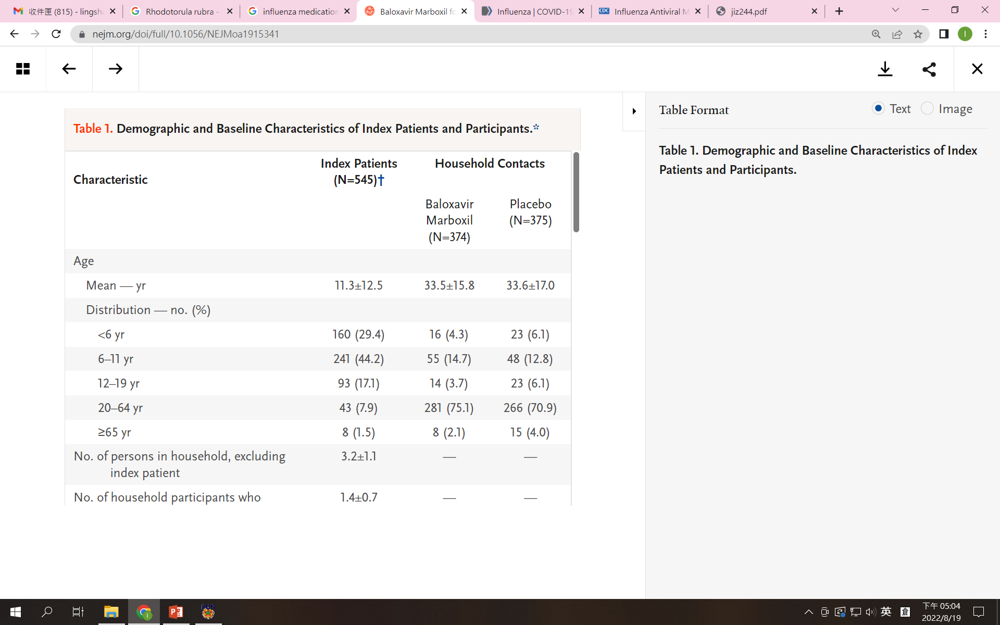 收件匣 (815) - lingsha
Rhodotorula rubra -
influenza medication
Baloxavir Marboxil fo
Influenza | COVID-19
CDC Influenza Antiviral M
jiz244.pdf
nejm.org/doi/full/10.1056/NEJMoa1915341
I
Table 1. Demographic and Baseline Characteristics of Index Patients and Participants.*
Characteristic
Index Patients
(N=545)†
Household Contacts
Baloxavir
Marboxil
(N=374)
Placebo
(N=375)
Age
Mean — yr 11.3±12.5 33.5±15.8 33.6±17.0
Distribution — no. (%)
<6 yr 160 (29.4) 16 (4.3) 23 (6.1)
6–11 yr 241 (44.2) 55 (14.7) 48 (12.8)
12–19 yr 93 (17.1) 14 (3.7) 23 (6.1)
20–64 yr 43 (7.9) 281 (75.1) 266 (70.9)
≥65 yr 8 (1.5) 8 (2.1) 15 (4.0)
No. of persons in household, excluding 3.2±1.1 — —
index patient
No. of household participants who 1.4±0.7 — —
Table Format
Text Image
Table 1. Demographic and Baseline Characteristics of Index
Patients and Participants.
英
倉
下午 05:04
2022/8/19